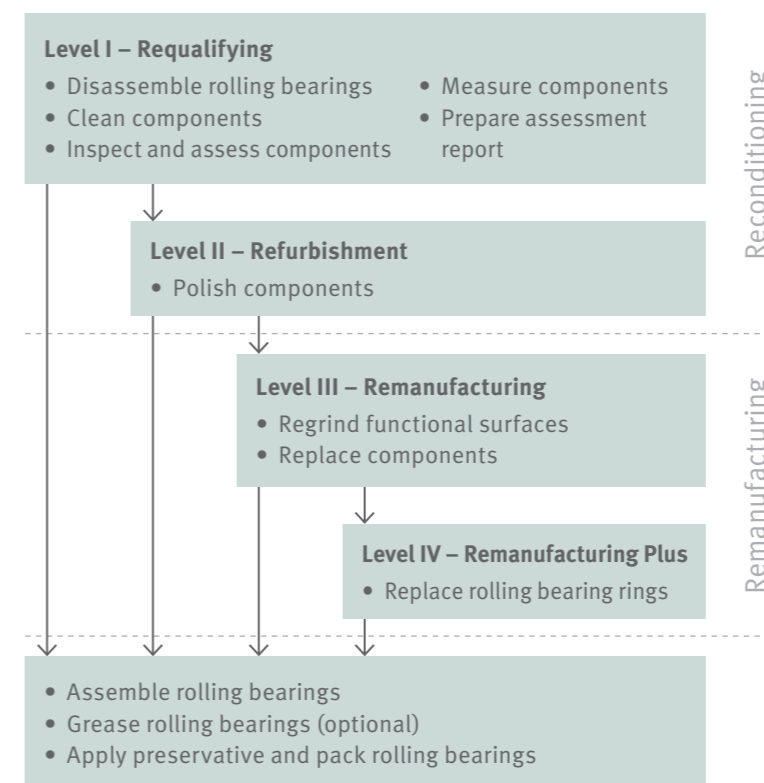 Level I – Requalifying
• Disassemble rolling bearings
• Clean components
• Inspect and assess components
• Measure components
• Prepare assessment
report
Reconditioning
Level II – Refurbishment
• Polish components
Level III – Remanufacturing
• Regrind functional surfaces
• Replace components
Remanufacturing
Level IV – Remanufacturing Plus
• Replace rolling bearing rings
• Assemble rolling bearings
• Grease rolling bearings (optional)
• Apply preservative and pack rolling bearings